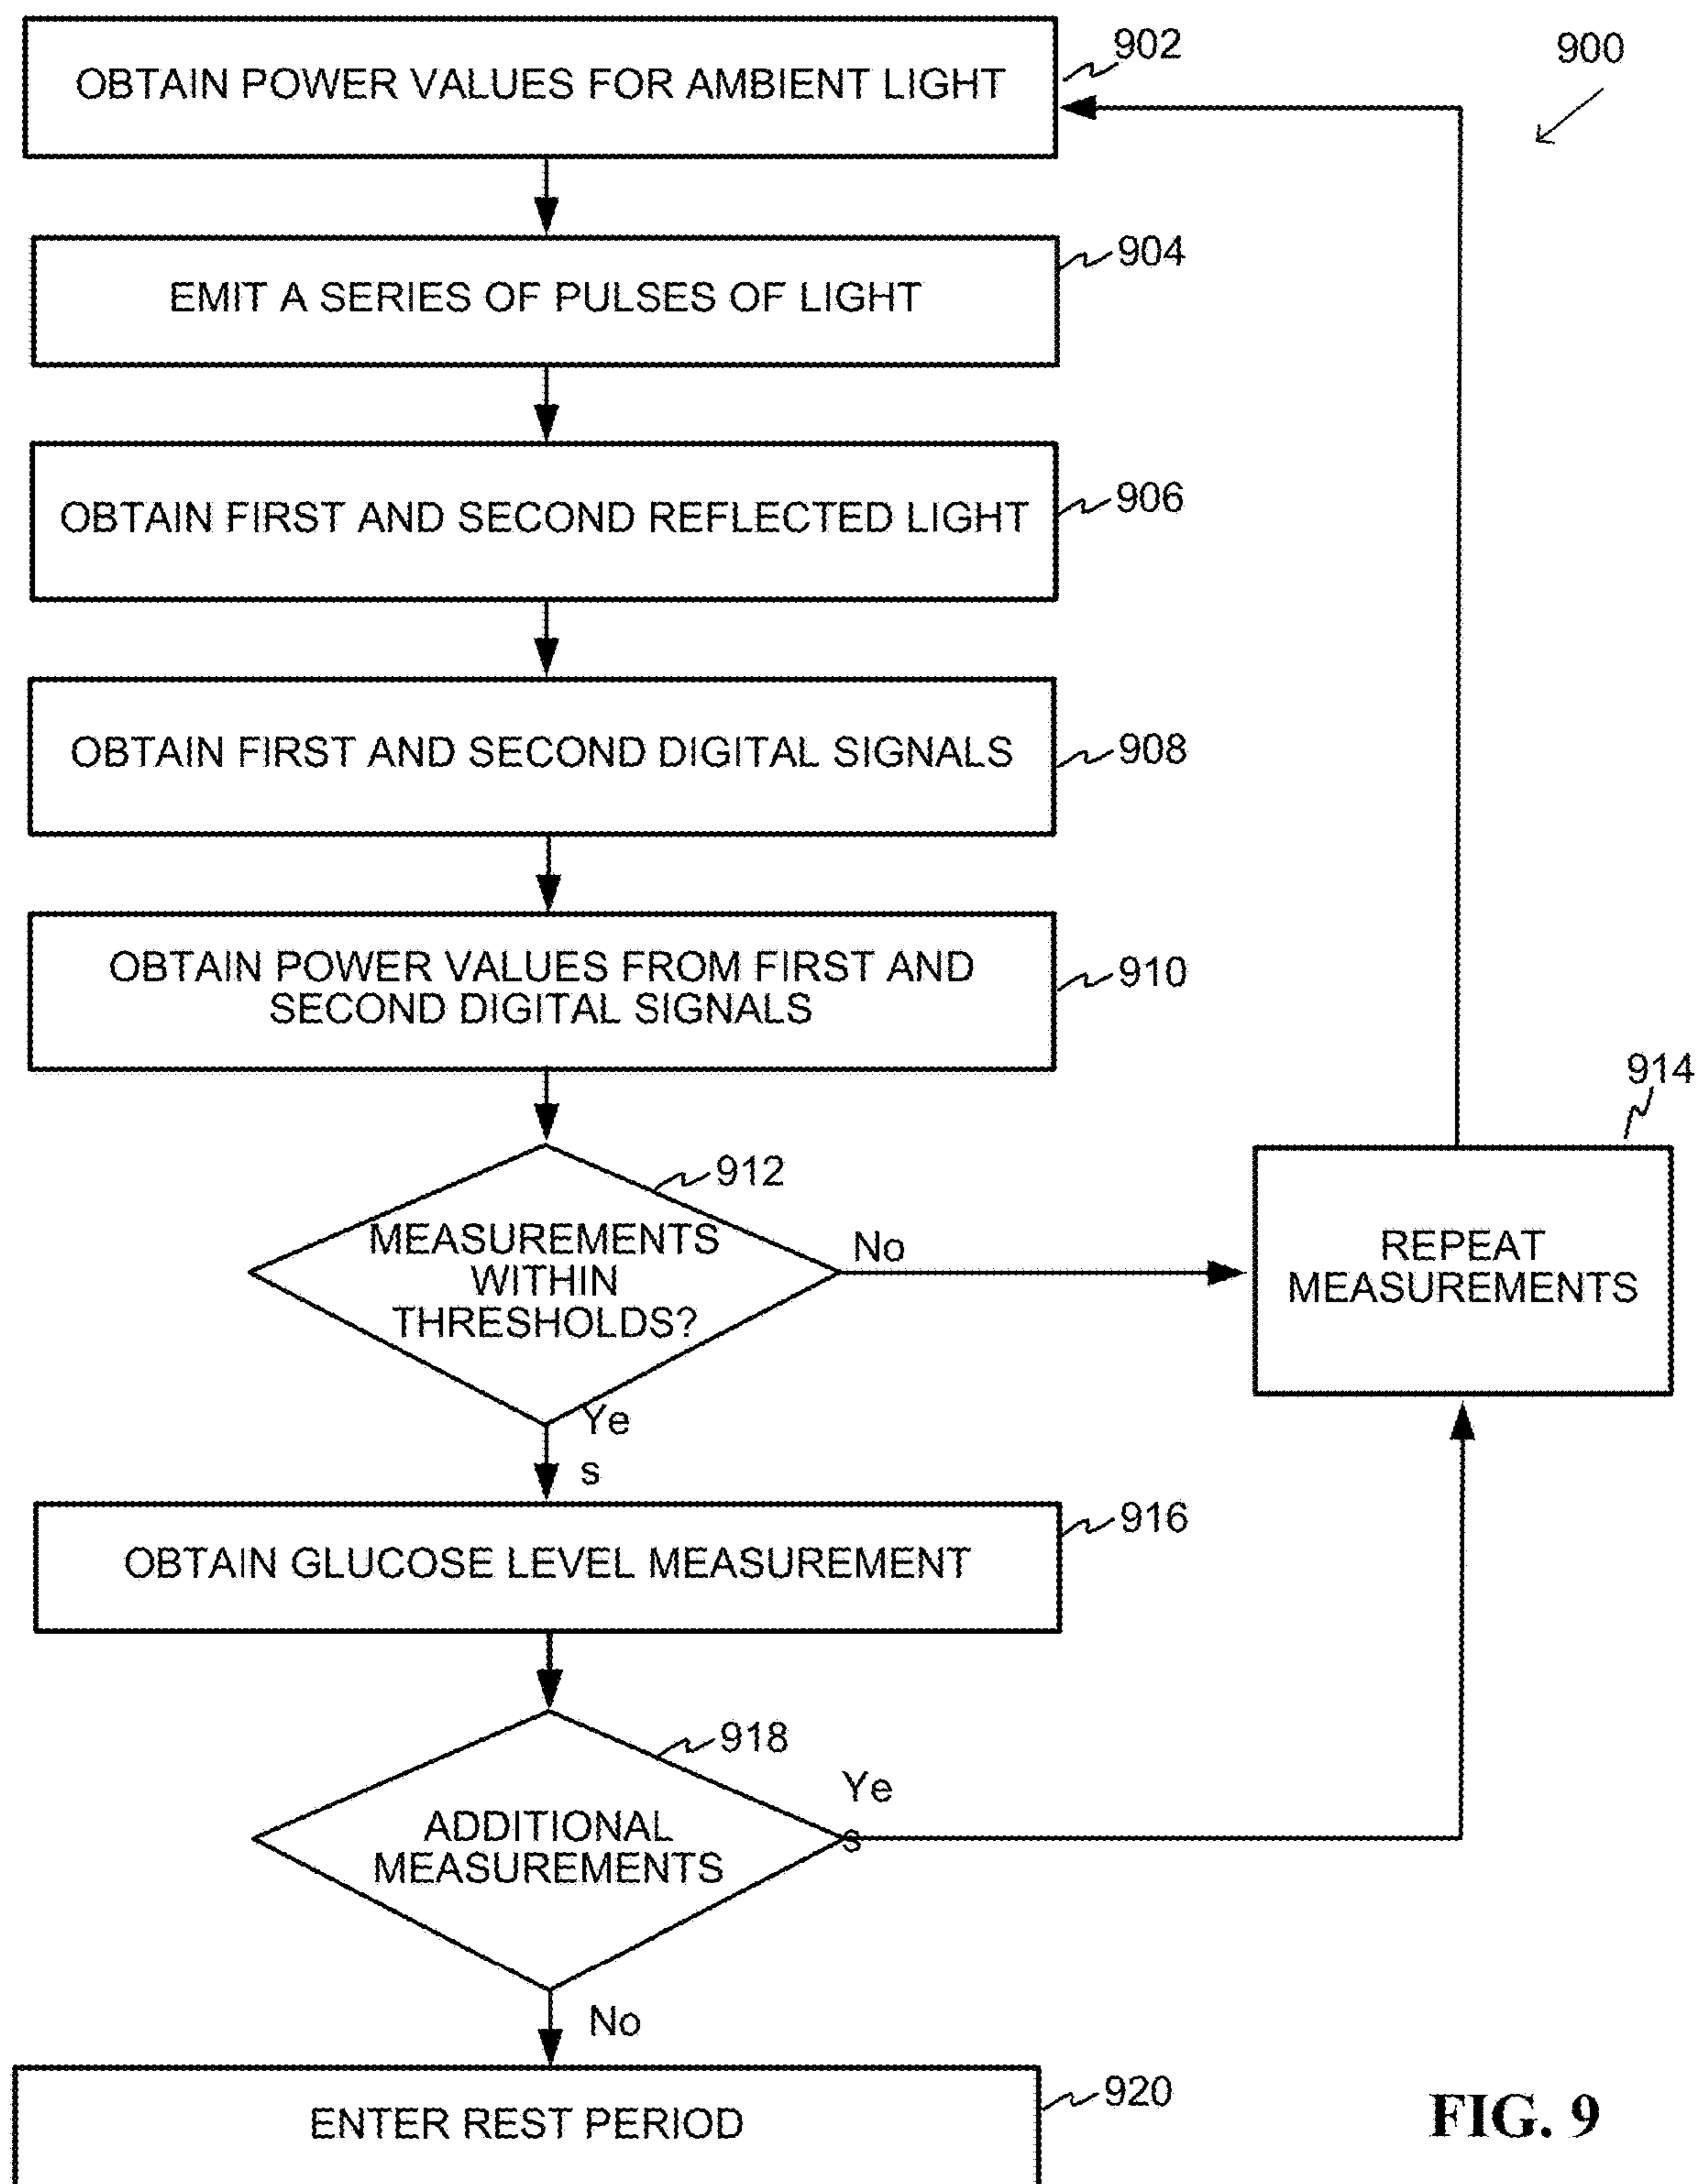 OBTAIN POWER VALUES FOR AMBIENT LIGHT
902
900
EMIT A SERIES OF PULSES OF LIGHT
904
OBTAIN FIRST AND SECOND REFLECTED LIGHT
906
OBTAIN FIRST AND SECOND DIGITAL SIGNALS
908
OBTAIN POWER VALUES FROM FIRST AND
SECOND DIGITAL SIGNALS
910
912
MEASUREMENTS
WITHIN
THRESHOLDS?
No
914
REPEAT
MEASUREMENTS
Ye
s
OBTAIN GLUCOSE LEVEL MEASUREMENT
916
918
ADDITIONAL
MEASUREMENTS
Ye
s
No
ENTER REST PERIOD
920
FIG. 9